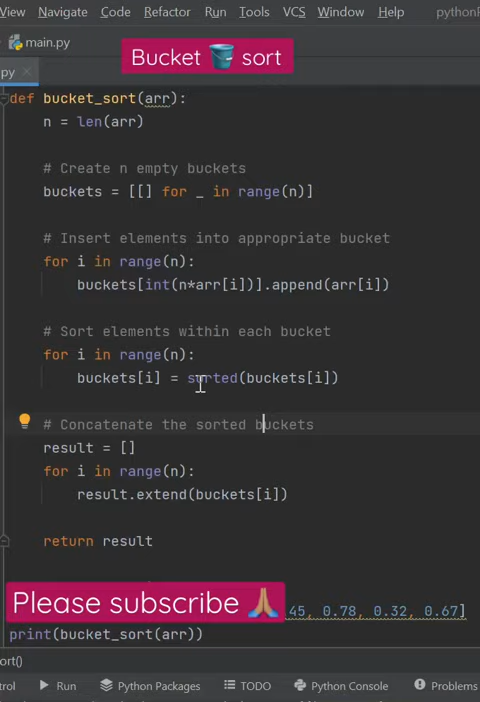 View Navigate Code Refactor Run Tools VCS Window Help
main.py
Bucket 🪣 sort
.py
def bucket_sort(arr):
n = len(arr)
# Create n empty buckets
buckets = [[] for _ in range(n)]
# Insert elements into appropriate bucket
for i in range(n):
buckets[int(n*arr[i])].append(arr[i])
# Sort elements within each bucket
for i in range(n):
buckets[i] = sorted(buckets[i])
# Concatenate the sorted buckets
result = []
for i in range(n):
result.extend(buckets[i])
return result
Please subscribe 🙏🏽
45, 0.78, 0.32, 0.67]
print(bucket_sort(arr))
ort()
Run Python Packages TODO Python Console Problems